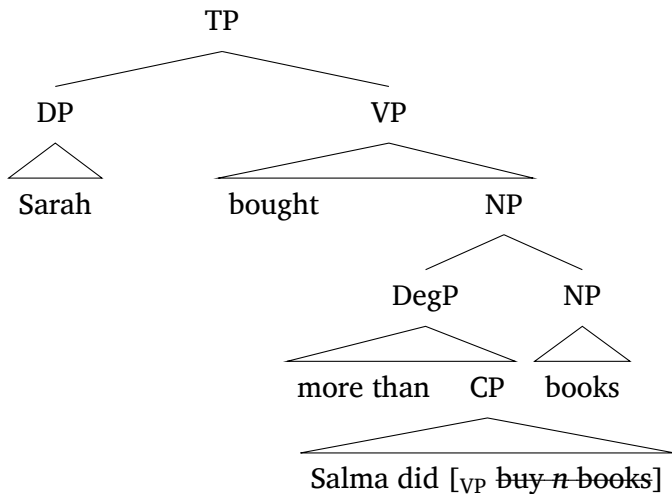 TP
DP VP
Sarah bought NP
DegP NP
more than CP books
Salma did [VP buy n books]